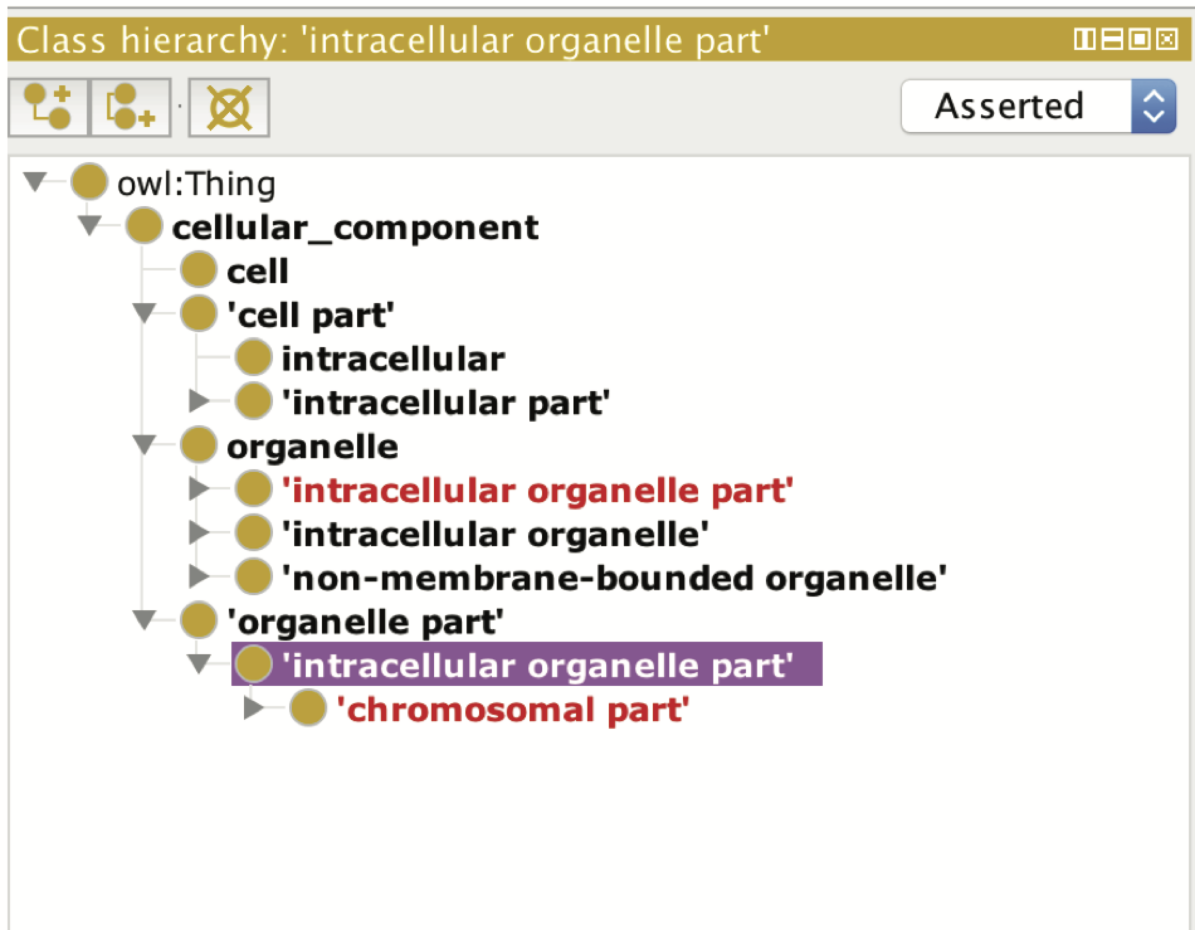 Class hierarchy: 'intracellular organelle part'
Asserted
owl:Thing
cellular_component
cell
'cell part'
intracellular
'intracellular part'
organelle
'intracellular organelle part'
'intracellular organelle'
'non-membrane-bounded organelle'
'organelle part'
'intracellular organelle part'
'chromosomal part'